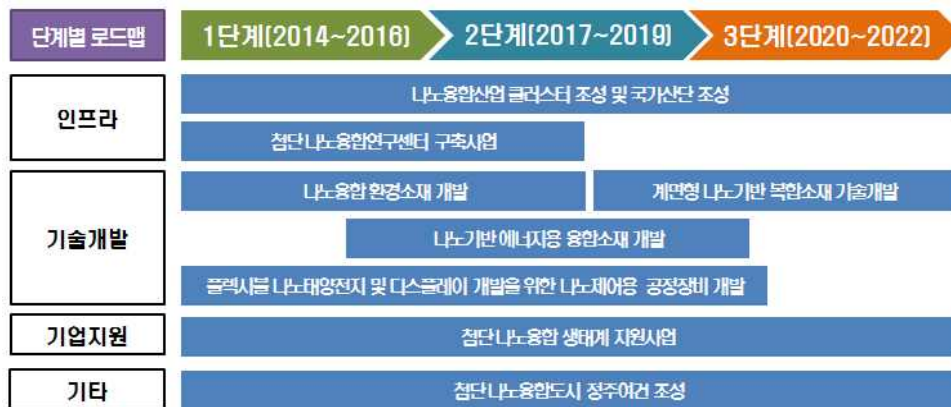 단계별 로드맵
1단계(2014~2016)
2단계(2017~2019)
3단계(2020~2022)
인프라
나노융합산업 클러스터 조성 및 국가산단 조성
첨단나노융합연구센터 구축사업
기술개발
나노융합 환경소재 개발
계면형 나노기반 복합소재 기술개발
나노기반 에너지용 융합소재 개발
플렉시블 나노태양전지 및 디스플레이 개발을 위한 나노제어용 공정장비 개발
기업지원
첨단나노융합 생태계 지원사업
기타
첨단나노융합도시 정주여건 조성